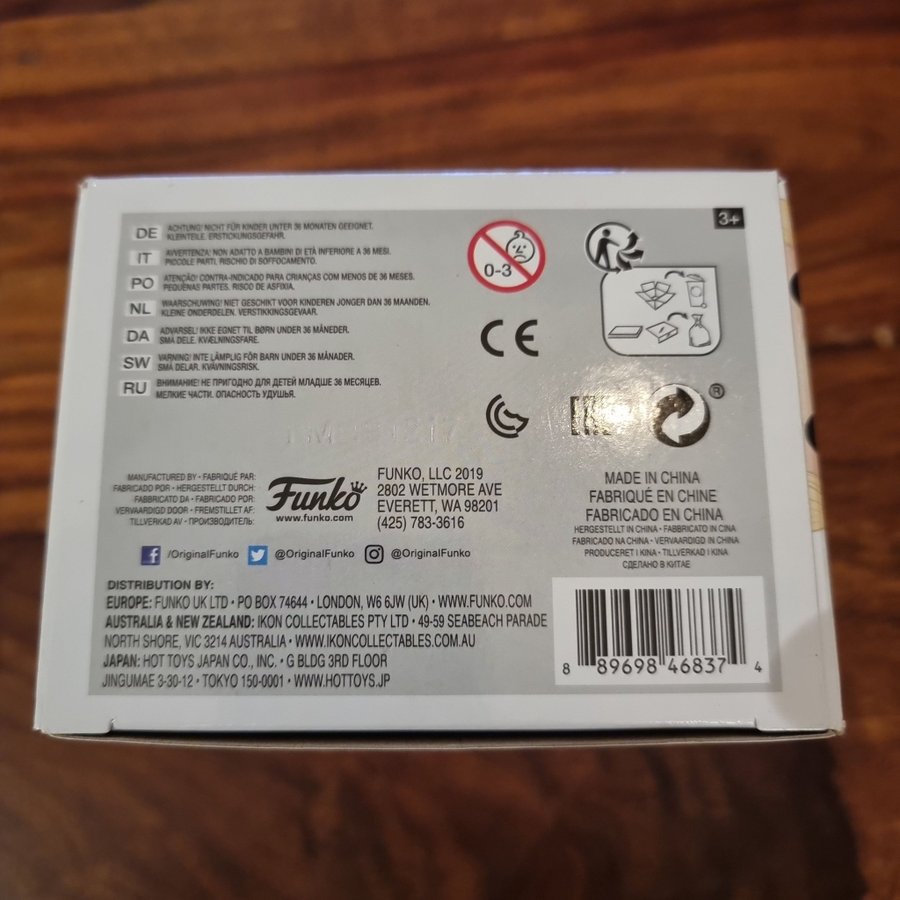 3+
DE ACHTUNG! NICHT FÜR KINDER UNTER 36 MONATEN GEEIGNET.
KLEINTEILE. ERSTICKUNGSGEFAHR.
IT AVVERTENZA: NON ADATTO A BAMBINI DI ETÀ INFERIORE A 36 MESI.
PICCOLE PARTI, RISCHIO DI SOFFOCAMENTO.
PO ATENÇÃO! CONTRA-INDICADO PARA CRIANÇAS COM MENOS DE 36 MESES.
PEQUENAS PARTES. RISCO DE ASFIXIA.
NL WAARSCHUWING! NIET GESCHIKT VOOR KINDEREN JONGER DAN 36 MAANDEN.
KLEINE ONDERDELEN. VERSTIKKINGSGEVAAR.
DA ADVARSEL! IKKE EGNET TIL BØRN UNDER 36 MÅNEDER.
SMÅ DELE. KVÆLNINGSFARE.
SW VARNING! INTE LÄMPLIG FÖR BARN UNDER 36 MÅNADER.
SMÅ DELAR. KVÄVNINGSRISK.
RU ВНИМАНИЕ! НЕ ПРИГОДНО ДЛЯ ДЕТЕЙ МЛАДШЕ 36 МЕСЯЦЕВ.
МЕЛКИЕ ЧАСТИ. ОПАСНОСТЬ УДУШЬЯ.
0-3
CE
EAC
®
MANUFACTURED BY • FABRIQUÉ PAR:
FABRICADO POR • HERGESTELLT DURCH:
FABBRICATO DA • FABRICADO POR:
VERVAARDIGD DOOR • FREMSTILLET AF:
TILLVERKAD AV • ПРОИЗВОДИТЕЛЬ:
Funko
www.funko.com
FUNKO, LLC 2019
2802 WETMORE AVE
EVERETT, WA 98201
(425) 783-3616
MADE IN CHINA
FABRIQUÉ EN CHINE
FABRICADO EN CHINA
HERGESTELLT IN CHINA • FABBRICATO IN CINA
FABRICADO NA CHINA • VERVAARDIGD IN CHINA
PRODUCERET I KINA • TILLVERKAD I KINA
СДЕЛАНО В КИТАЕ
f /OriginalFunko @OriginalFunko @OriginalFunko
DISTRIBUTION BY:
EUROPE: FUNKO UK LTD • PO BOX 74644 • LONDON, W6 6JW (UK) • WWW.FUNKO.COM
AUSTRALIA & NEW ZEALAND: IKON COLLECTABLES PTY LTD • 49-59 SEABEACH PARADE
NORTH SHORE, VIC 3214 AUSTRALIA • WWW.IKONCOLLECTABLES.COM.AU
JAPAN: HOT TOYS JAPAN CO., INC. • G BLDG 3RD FLOOR
JINGUMAE 3-30-12 • TOKYO 150-0001 • WWW.HOTTOYS.JP
8 89698 46837 4